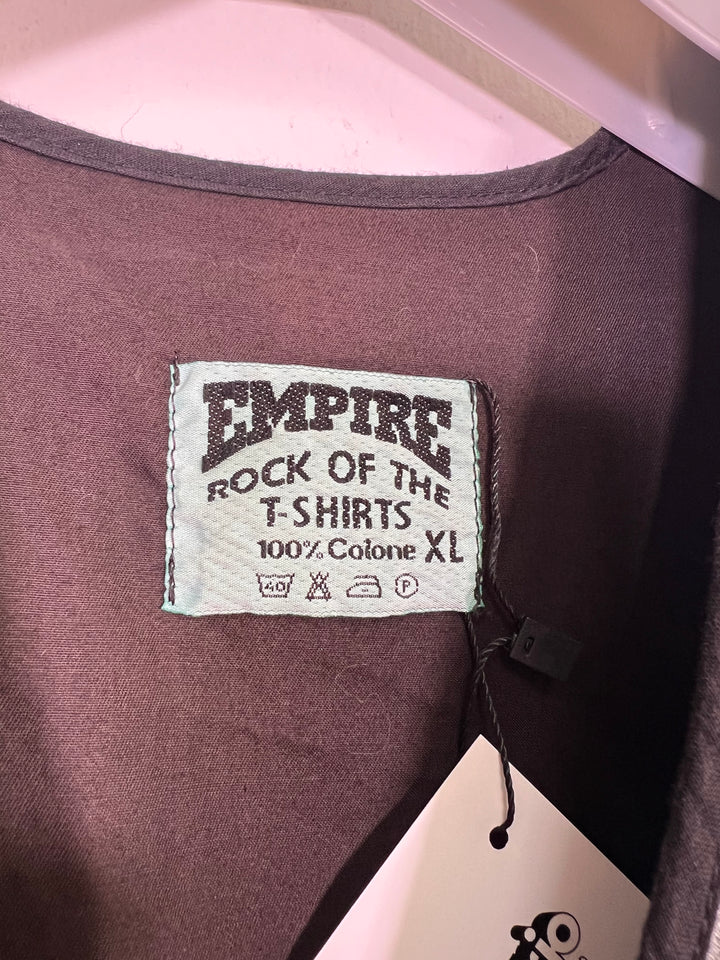 EMPIRE
ROCK OF THE
T-SHIRTS
100% Cotone XL
40
P